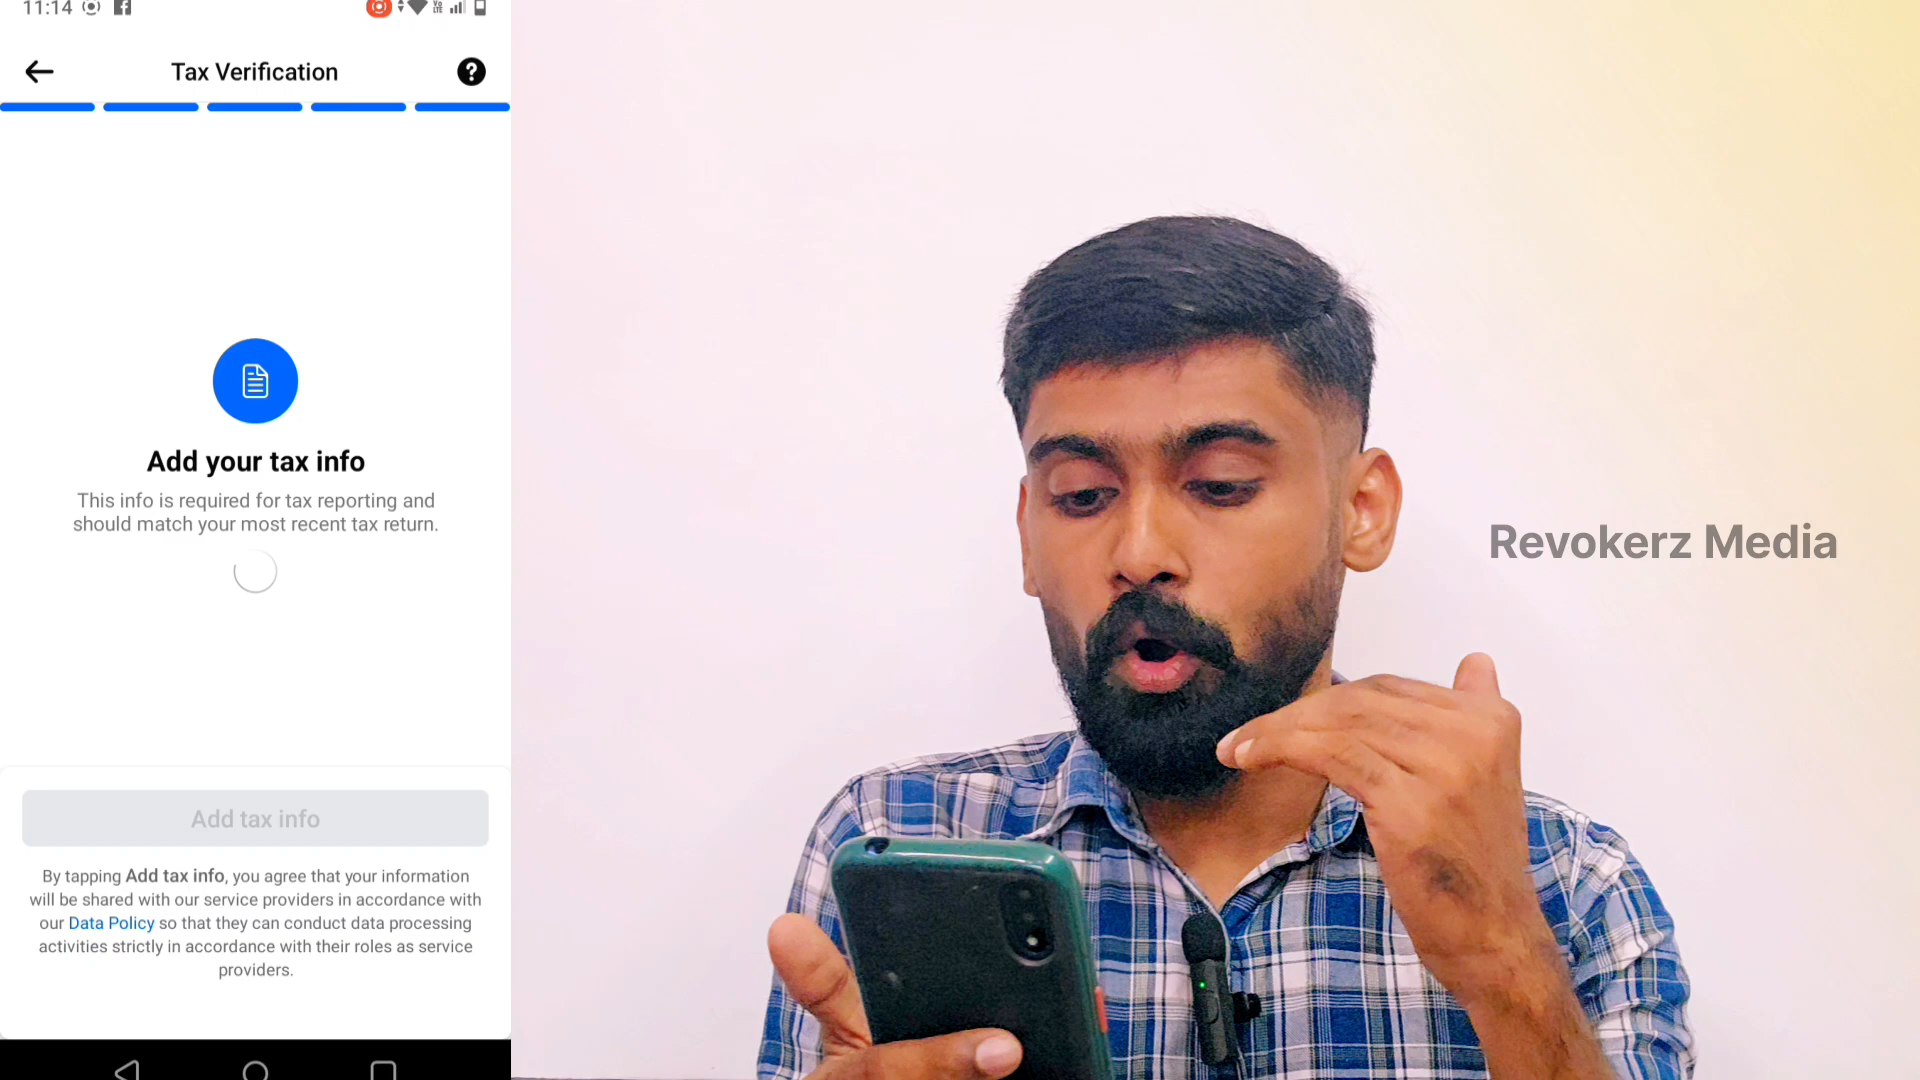 11:14
Tax Verification
Add your tax info
This info is required for tax reporting and
should match your most recent tax return.
Add tax info
By tapping Add tax info, you agree that your information
will be shared with our service providers in accordance with
our Data Policy so that they can conduct data processing
activities strictly in accordance with their roles as service
providers.
Revokerz Media